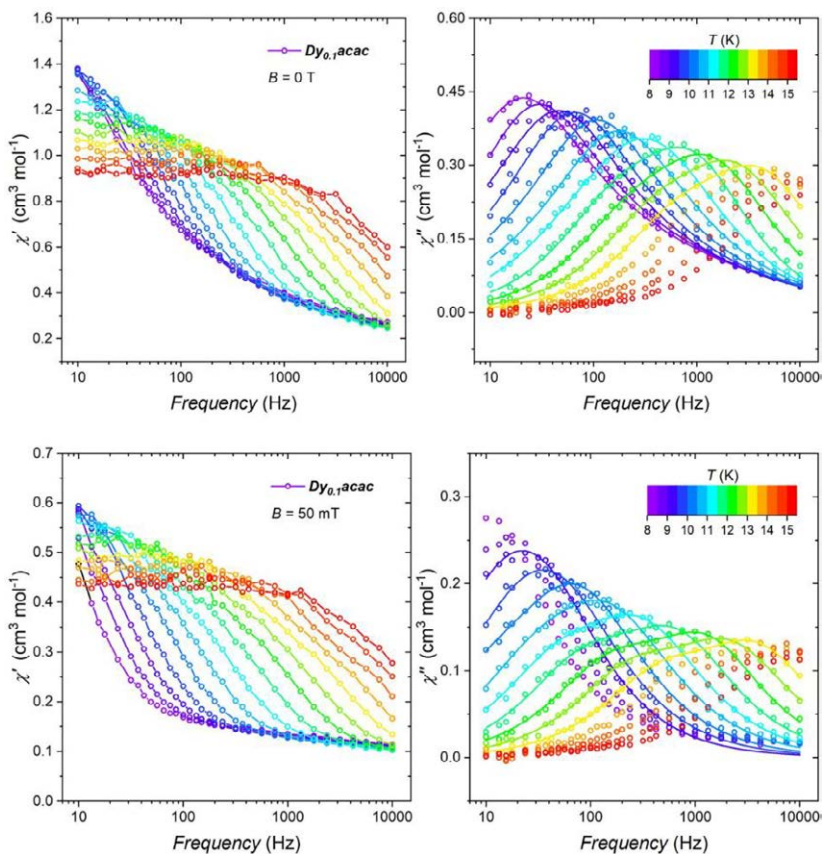 1.6
1.4
1.2
1.0
0.8
0.6
0.4
0.2
χ' (cm³ mol⁻¹)
Dy₀.₁acac
B = 0 T
10 100 1000 10000
Frequency (Hz)
0.60
0.45
0.30
0.15
0.00
χ'' (cm³ mol⁻¹)
T (K)
8 9 10 11 12 13 14 15
10 100 1000 10000
Frequency (Hz)
0.7
0.6
0.5
0.4
0.3
0.2
0.1
0.0
χ' (cm³ mol⁻¹)
Dy₀.₁acac
B = 50 mT
10 100 1000 10000
Frequency (Hz)
0.3
0.2
0.1
0.0
χ'' (cm³ mol⁻¹)
T (K)
8 9 10 11 12 13 14 15
10 100 1000 10000
Frequency (Hz)